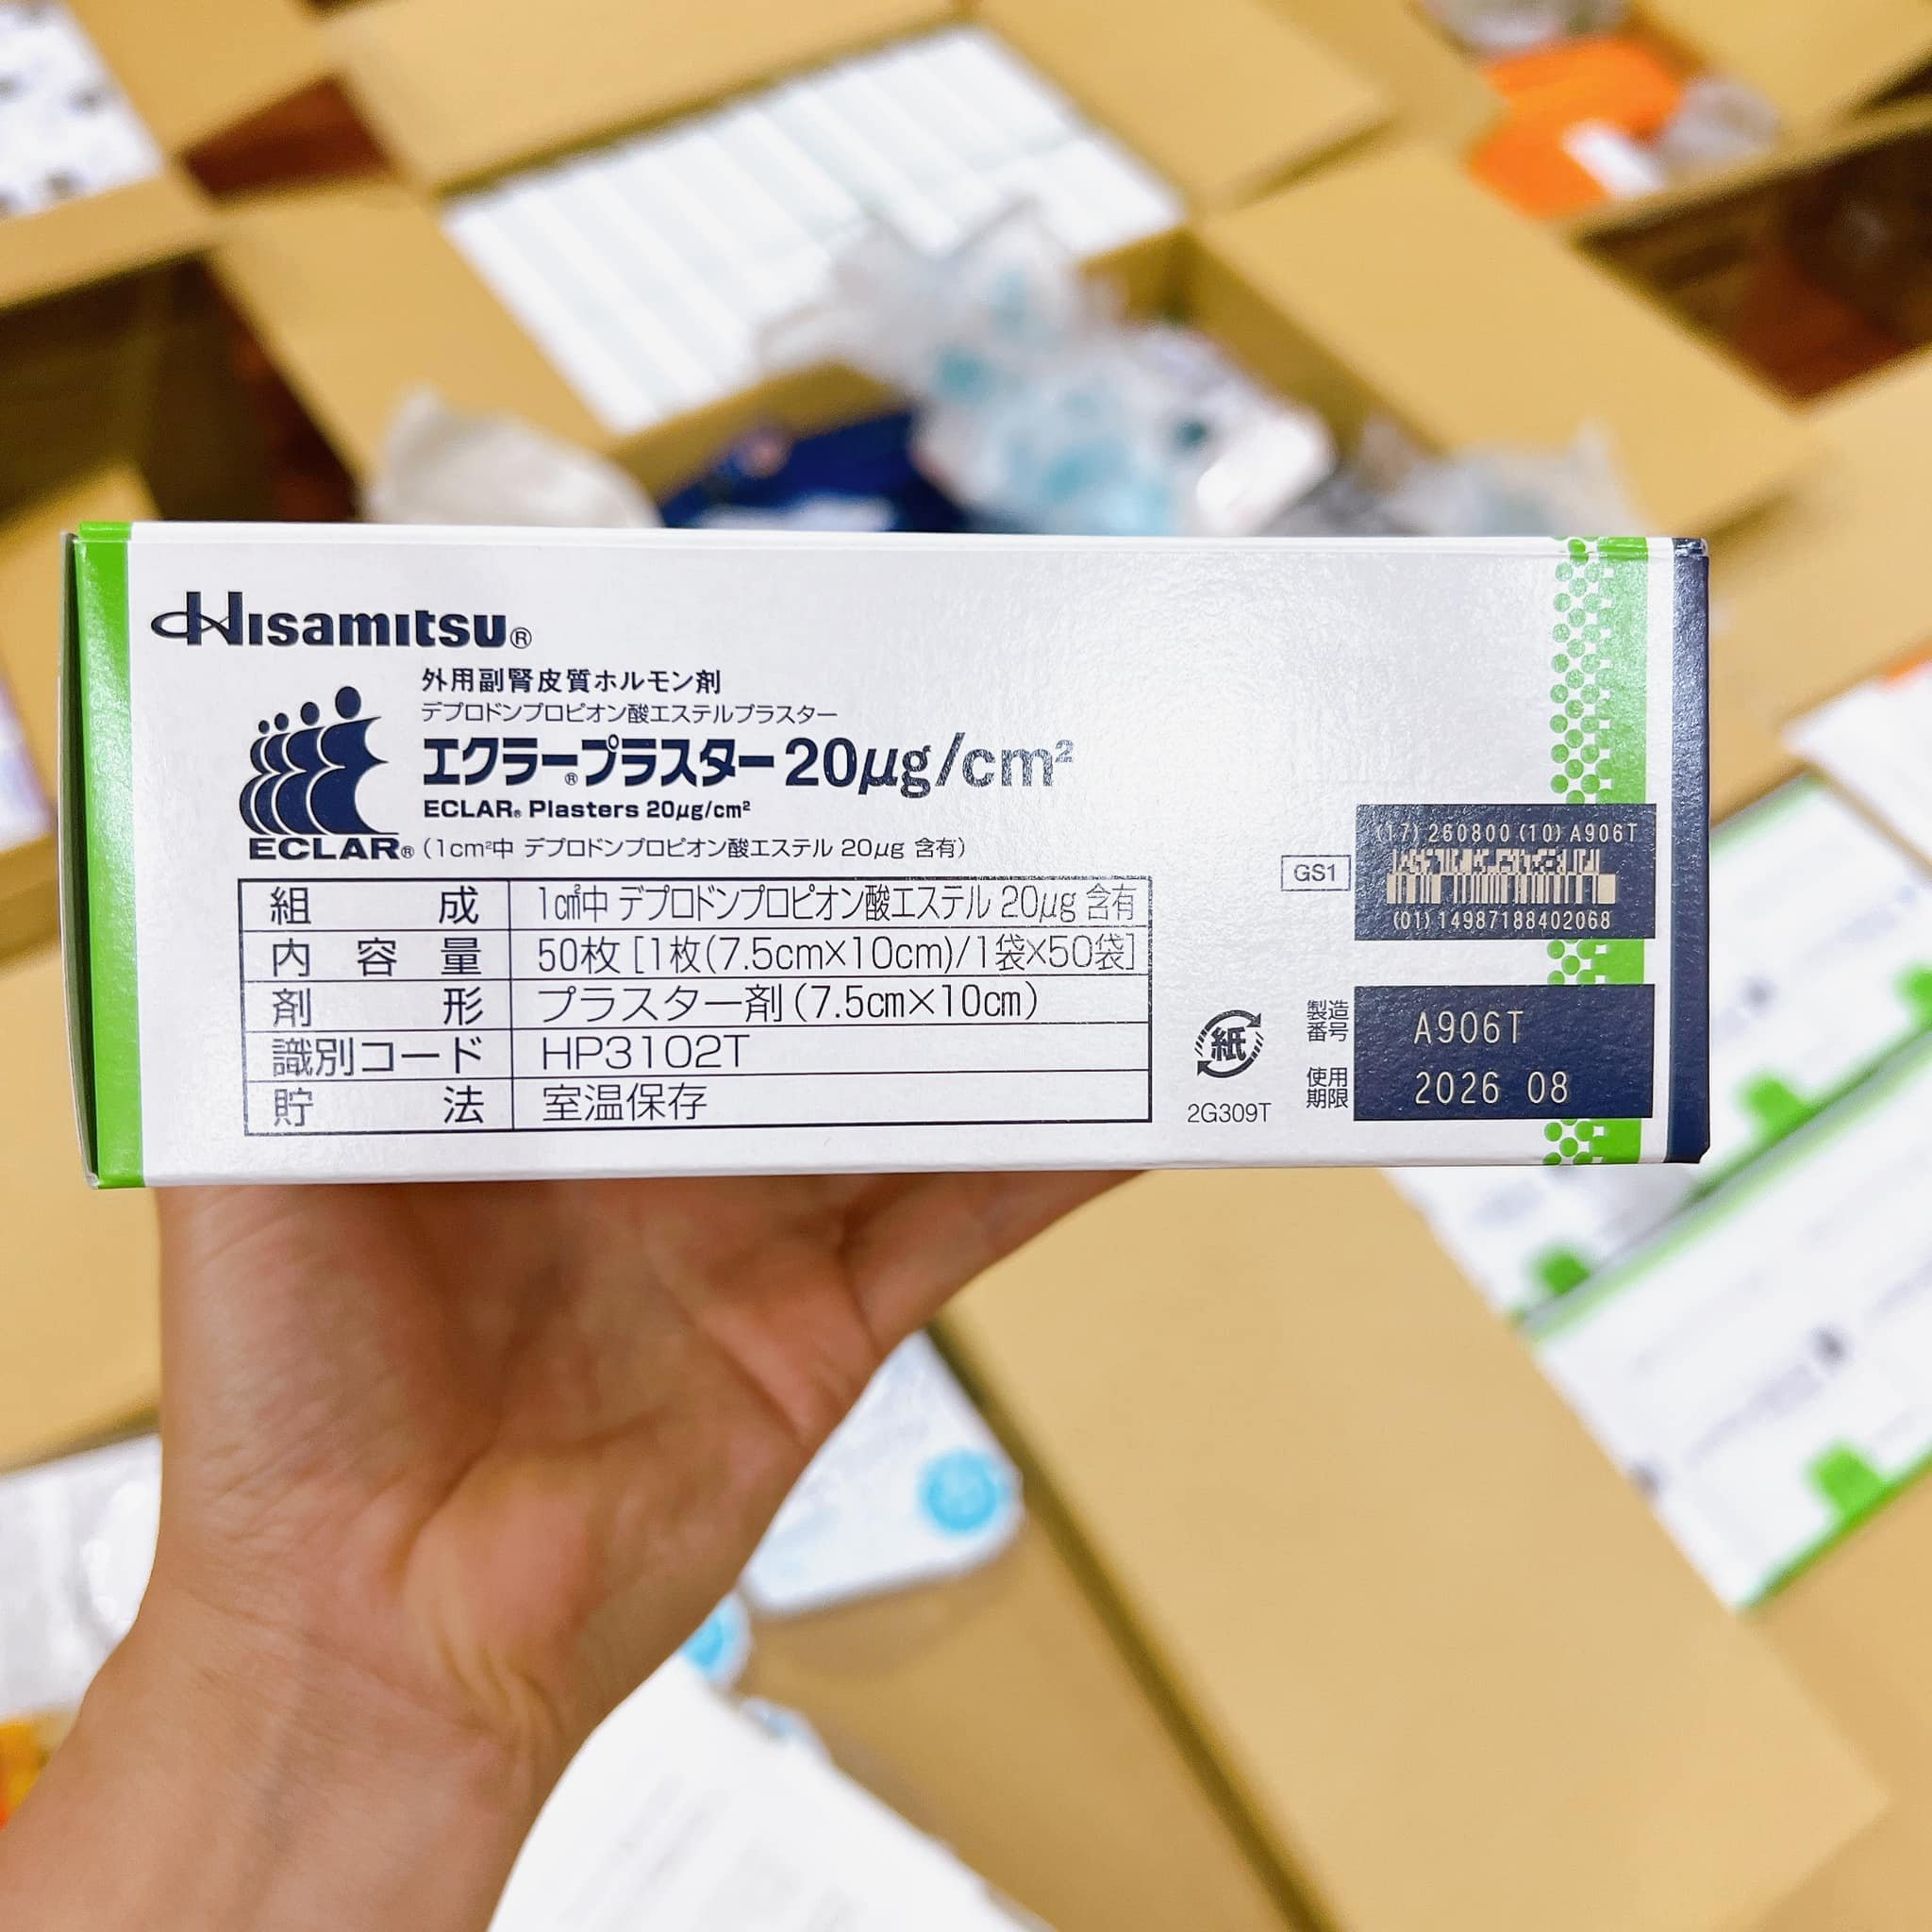 Hisamitsu®
外用副腎皮質ホルモン剤
デプロドンプロピオン酸エステルプラスター
エクラー®プラスター20μg/cm²
ECLAR® Plasters 20μg/cm²
ECLAR®
(1cm²中 デプロドンプロピオン酸エステル 20μg 含有)
組成 1cm²中 デプロドンプロピオン酸エステル 20μg 含有
内容量 50枚[1枚(7.5cm×10cm)/1袋×50袋]
剤形 プラスター剤(7.5cm×10cm)
識別コード HP3102T
貯法 室温保存
(17)260800(10)A906T
GS1
(01)14987188402068
紙
2G309T
製造番号 A906T
使用期限 2026 08